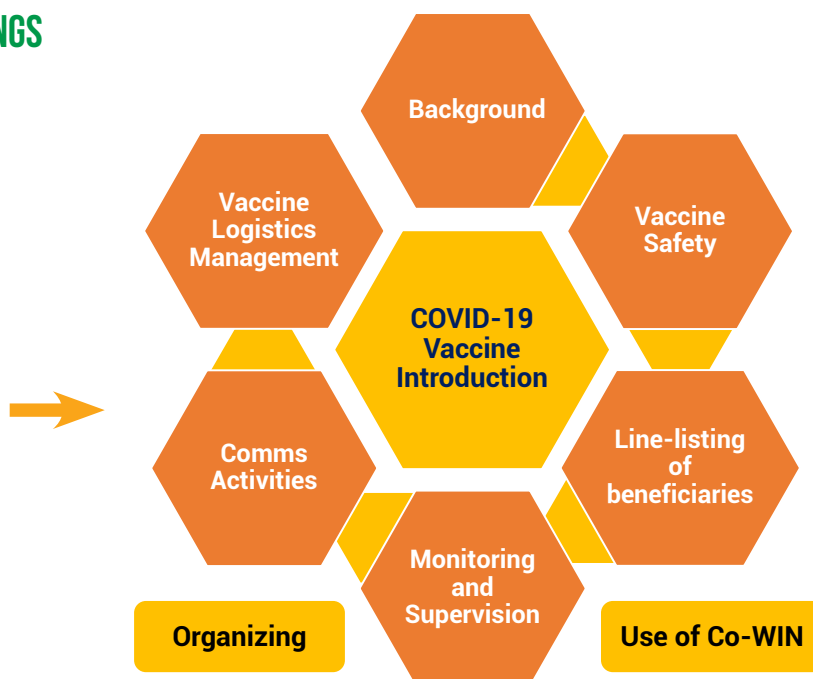 NGS
Background
Vaccine
Logistics
Management
Vaccine
Safety
COVID-19
Vaccine
Introduction
Comms
Activities
Line-listing
of
beneficiaries
Monitoring
and
Supervision
Organizing
Use of Co-WIN